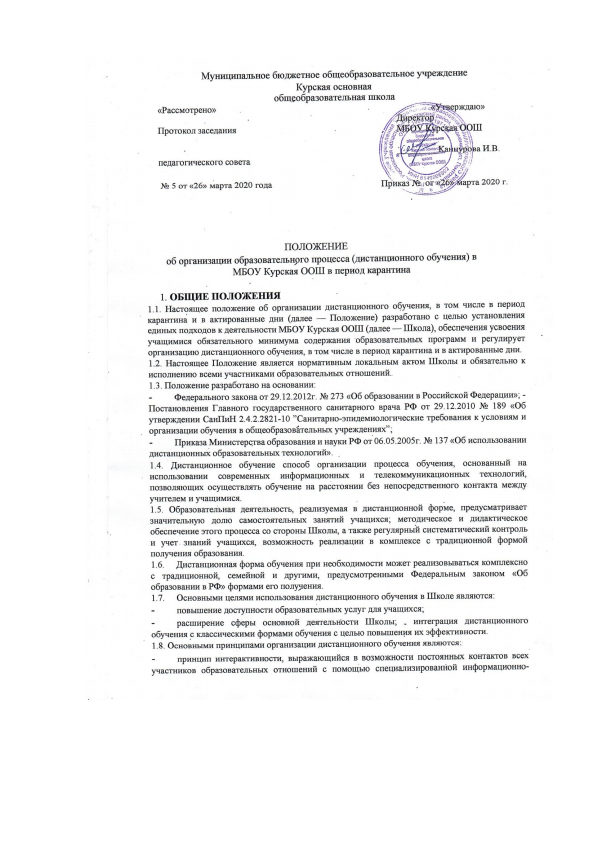 Муниципальное бюджетное общеобразовательное учреждение
Курская основная
общеобразовательная школа
«Рассмотрено» «Утверждаю»
Директор
Протокол заседания МБОУ Курская ООШ
Канцурова И.В.
педагогического совета
№ 5 от «26» марта 2020 года Приказ № от «26» марта 2020 г.
ПОЛОЖЕНИЕ
об организации образовательного процесса (дистанционного обучения) в
МБОУ Курская ООШ в период карантина
1. ОБЩИЕ ПОЛОЖЕНИЯ
1.1. Настоящее положение об организации дистанционного обучения, в том числе в период
карантина и в актированные дни (далее — Положение) разработано с целью установления
единых подходов к деятельности МБОУ Курская ООШ (далее — Школа), обеспечения усвоения
учащимися обязательного минимума содержания образовательных программ и регулирует
организацию дистанционного обучения, в том числе в период карантина и в актированные дни.
1.2. Настоящее Положение является нормативным локальным актом Школы и обязательно к
исполнению всеми участниками образовательных отношений.
1.3. Положение разработано на основании:
- Федерального закона от 29.12.2012г. № 273 «Об образовании в Российской Федерации»; -
Постановления Главного государственного санитарного врача РФ от 29.12.2010 № 189 «Об
утверждении СанПиН 2.4.2.2821-10 "Санитарно-эпидемиологические требования к условиям и
организации обучения в общеобразовательных учреждениях";
- Приказа Министерства образования и науки РФ от 06.05.2005г. № 137 «Об использовании
дистанционных образовательных технологий».
1.4. Дистанционное обучение способ организации процесса обучения, основанный на
использовании современных информационных и телекоммуникационных технологий,
позволяющих осуществлять обучение на расстоянии без непосредственного контакта между
учителем и учащимися.
1.5. Образовательная деятельность, реализуемая в дистанционной форме, предусматривает
значительную долю самостоятельных занятий учащихся; методическое и дидактическое
обеспечение этого процесса со стороны Школы, а также регулярный систематический контроль
и учет знаний учащихся, возможность реализации в комплексе с традиционной формой
получения образования.
1.6. Дистанционная форма обучения при необходимости может реализовываться комплексно
с традиционной, семейной и другими, предусмотренными Федеральным законом «Об
образовании в РФ» формами его получения.
1.7. Основными целями использования дистанционного обучения в Школе являются:
- повышение доступности образовательных услуг для учащихся;
- расширение сферы основной деятельности Школы; , интеграция дистанционного
обучения с классическими формами обучения с целью повышения их эффективности.
1.8. Основными принципами организации дистанционного обучения являются:
- принцип интерактивности, выражающийся в возможности постоянных контактов всех
участников образовательных отношений с помощью специализированной информационно-